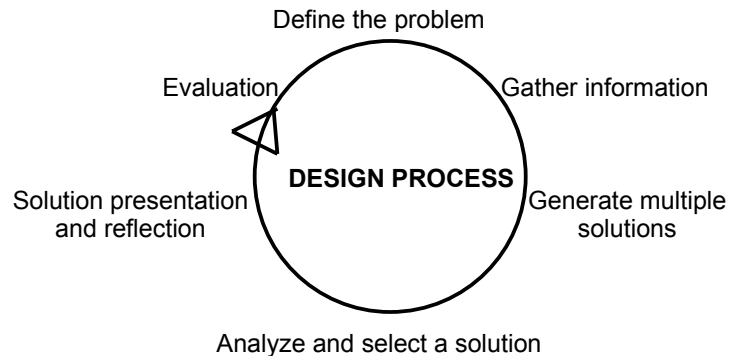 Define the problem
Evaluation
Gather information
DESIGN PROCESS
Solution presentation
and reflection
Generate multiple
solutions
Analyze and select a solution